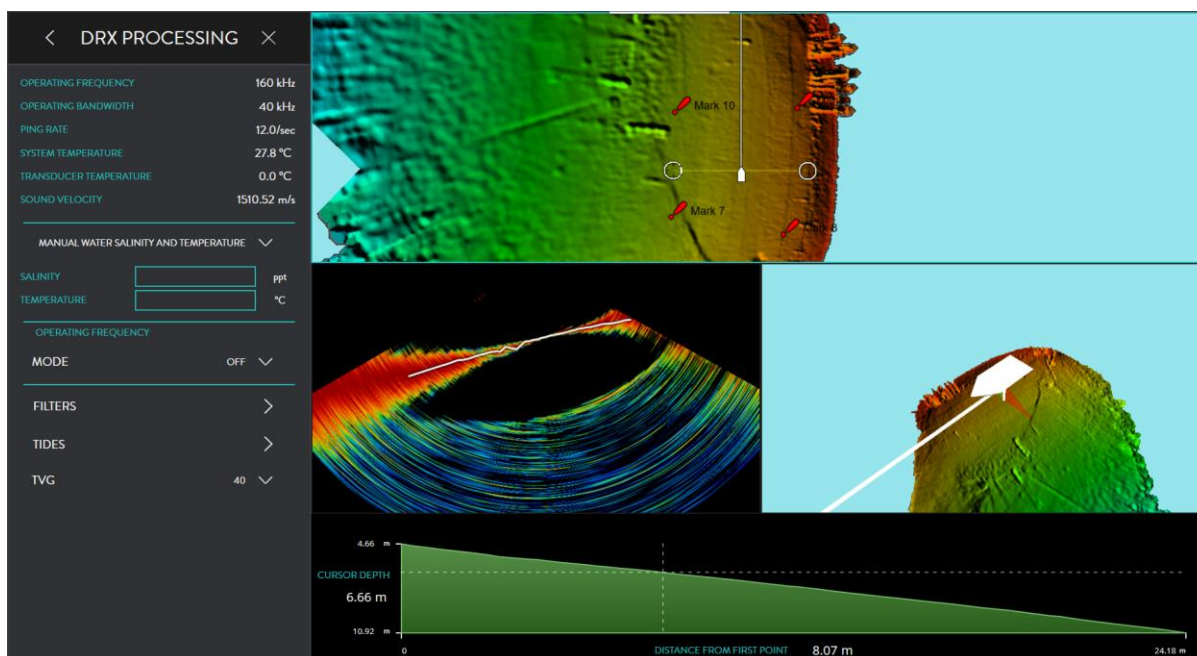 DRX PROCESSING
OPERATING FREQUENCY 160 kHz
OPERATING BANDWIDTH 40 kHz
PING RATE 12.0/sec
SYSTEM TEMPERATURE 27.8 °C
TRANSDUCER TEMPERATURE 0.0 °C
SOUND VELOCITY 1510.52 m/s
MANUAL WATER SALINITY AND TEMPERATURE
SALINITY ppt
TEMPERATURE °C
OPERATING FREQUENCY
MODE OFF
FILTERS
TIDES
TVG 40
Mark 10
Mark 7
Mark 8
4.66 m
CURSOR DEPTH
6.66 m
10.92 m
0 DISTANCE FROM FIRST POINT 8.07 m 24.18 m